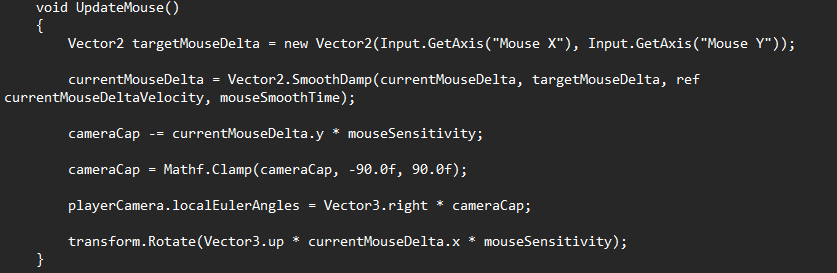 void UpdateMouse()
{
Vector2 targetMouseDelta = new Vector2(Input.GetAxis("Mouse X"), Input.GetAxis("Mouse Y"));
currentMouseDelta = Vector2.SmoothDamp(currentMouseDelta, targetMouseDelta, ref
currentMouseDeltaVelocity, mouseSmoothTime);
cameraCap -= currentMouseDelta.y * mouseSensitivity;
cameraCap = Mathf.Clamp(cameraCap, -90.0f, 90.0f);
playerCamera.localEulerAngles = Vector3.right * cameraCap;
transform.Rotate(Vector3.up * currentMouseDelta.x * mouseSensitivity);
}